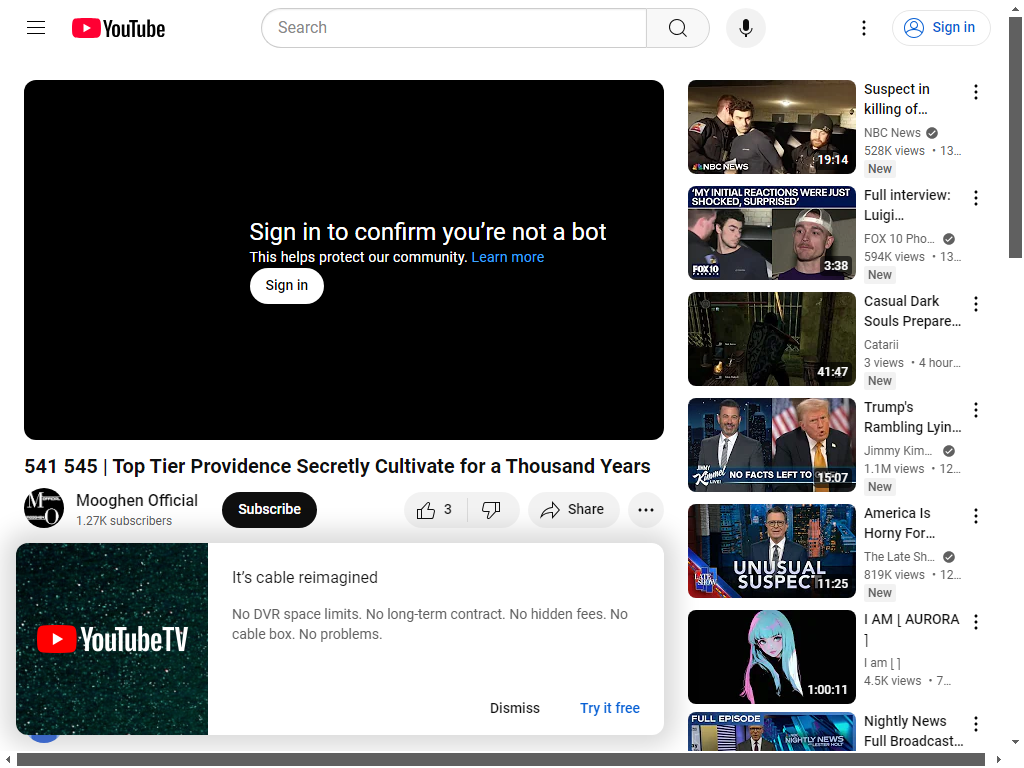 YouTube
Search
Sign in
Sign in to confirm you’re not a bot
This helps protect our community. Learn more
Sign in
541 545 | Top Tier Providence Secretly Cultivate for a Thousand Years
Mooghen Official
1.27K subscribers
Subscribe
3
Share
It’s cable reimagined
No DVR space limits. No long-term contract. No hidden fees. No
cable box. No problems.
YouTubeTV
Dismiss
Try it free
NBC NEWS
19:14
Suspect in
killing of...
NBC News
528K views • 13...
New
'MY INITIAL REACTIONS WERE JUST
SHOCKED, SURPRISED'
FOX 10
3:38
Full interview:
Luigi...
FOX 10 Pho...
594K views • 13...
New
41:47
Casual Dark
Souls Prepare...
Catarii
3 views • 4 hour...
New
JIMMY
Kimmel
LIVE!
NO FACTS LEFT TO
15:07
Trump's
Rambling Lyin...
Jimmy Kim...
1.1M views • 12...
New
LATE SHOW
UNUSUAL
SUSPECT
11:25
America Is
Horny For...
The Late Sh...
819K views • 12...
New
1:00:11
I AM [ AURORA
]
I am [ ]
4.5K views • 7...
FULL EPISODE
NIGHTLY NEWS
LESTER HOLT
Nightly News
Full Broadcast...